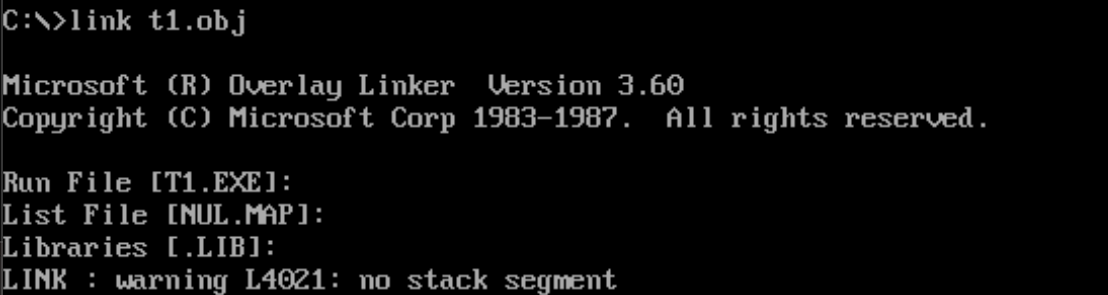 C:\>link t1.obj
Microsoft (R) Overlay Linker  Version 3.60
Copyright (C) Microsoft Corp 1983-1987.  All rights reserved.
Run File [T1.EXE]:
List File [NUL.MAP]:
Libraries [.LIB]:
LINK : warning L4021: no stack segment